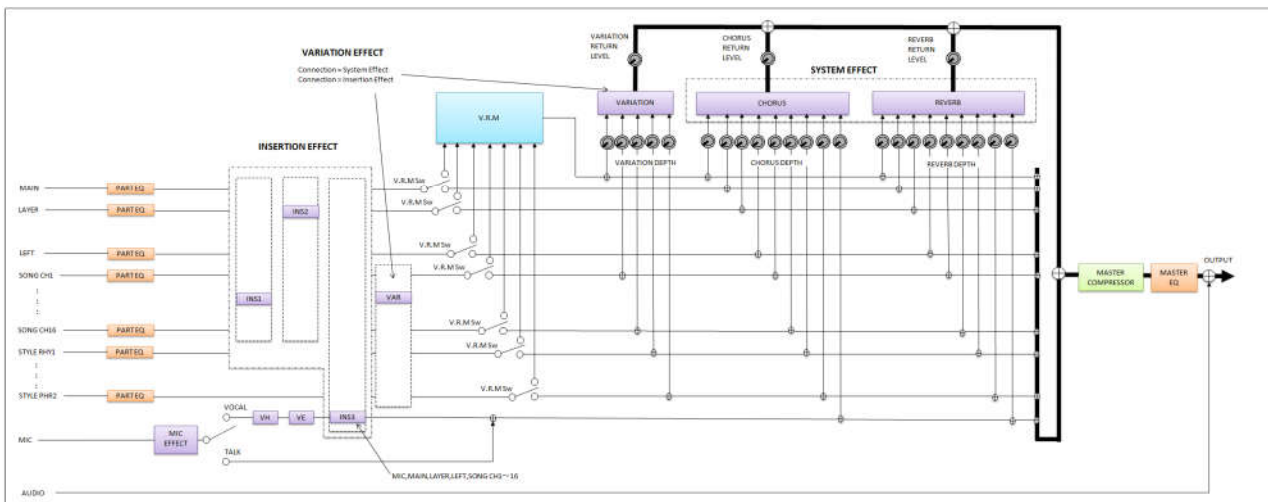 VARIATION EFFECT
Connection = System Effect
Connection = Insertion Effect
VARIATION
RETURN
LEVEL
CHORUS
RETURN
LEVEL
REVERB
RETURN
LEVEL
SYSTEM EFFECT
VARIATION
CHORUS
REVERB
V.R.M
VARIATION DEPTH
CHORUS DEPTH
REVERB DEPTH
INSERTION EFFECT
MAIN
PART EQ
V.R.M Sw
LAYER
PART EQ
INS2
V.R.M Sw
LEFT
PART EQ
V.R.M Sw
SONG CH1
PART EQ
V.R.M Sw
INS1
VAR
SONG CH16
PART EQ
V.R.M Sw
STYLE RHY1
PART EQ
V.R.M Sw
STYLE PHR2
PART EQ
V.R.M Sw
MIC
MIC
EFFECT
VOCAL
VH
VE
INS3
TALK
MIC,MAIN,LAYER,LEFT,SONG CH1~16
AUDIO
MASTER
COMPRESSOR
MASTER
EQ
OUTPUT